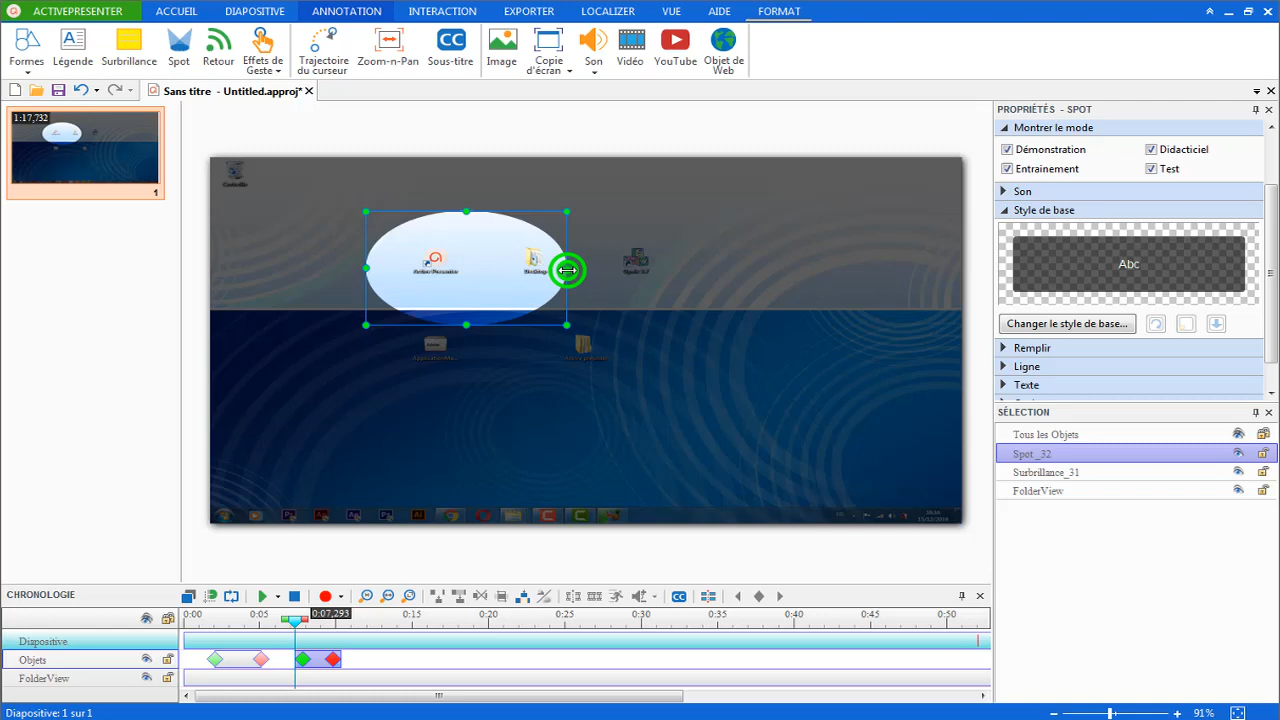 ACTIVEPRESENTER ACCUEIL DIAPOSITIVE ANNOTATION INTERACTION EXPORTER LOCALIZER VUE AIDE FORMAT
Formes Légende Surbrillance Spot Retour Effets de Geste Trajectoire du curseur Zoom-n-Pan Sous-titre Image Copie d'écran Son Vidéo YouTube Objet de Web
Sans titre - Untitled.approj*
1:17,732
1
PROPRIÉTÉS - SPOT
Montrer le mode
Démonstration Didacticiel
Entrainement Test
Son
Style de base
Abc
Changer le style de base...
Remplir
Ligne
Texte
SÉLECTION
Tous les Objets
Spot_32
Surbrillance_31
FolderView
Corbeille
Active Presenter Desktop
CHRONOLOGIE
0:00 0:05 0:07,293 0:15 0:20 0:25 0:30 0:35 0:40 0:45 0:50
Diapositive
Objets
FolderView
Diapositive: 1 sur 1
91%